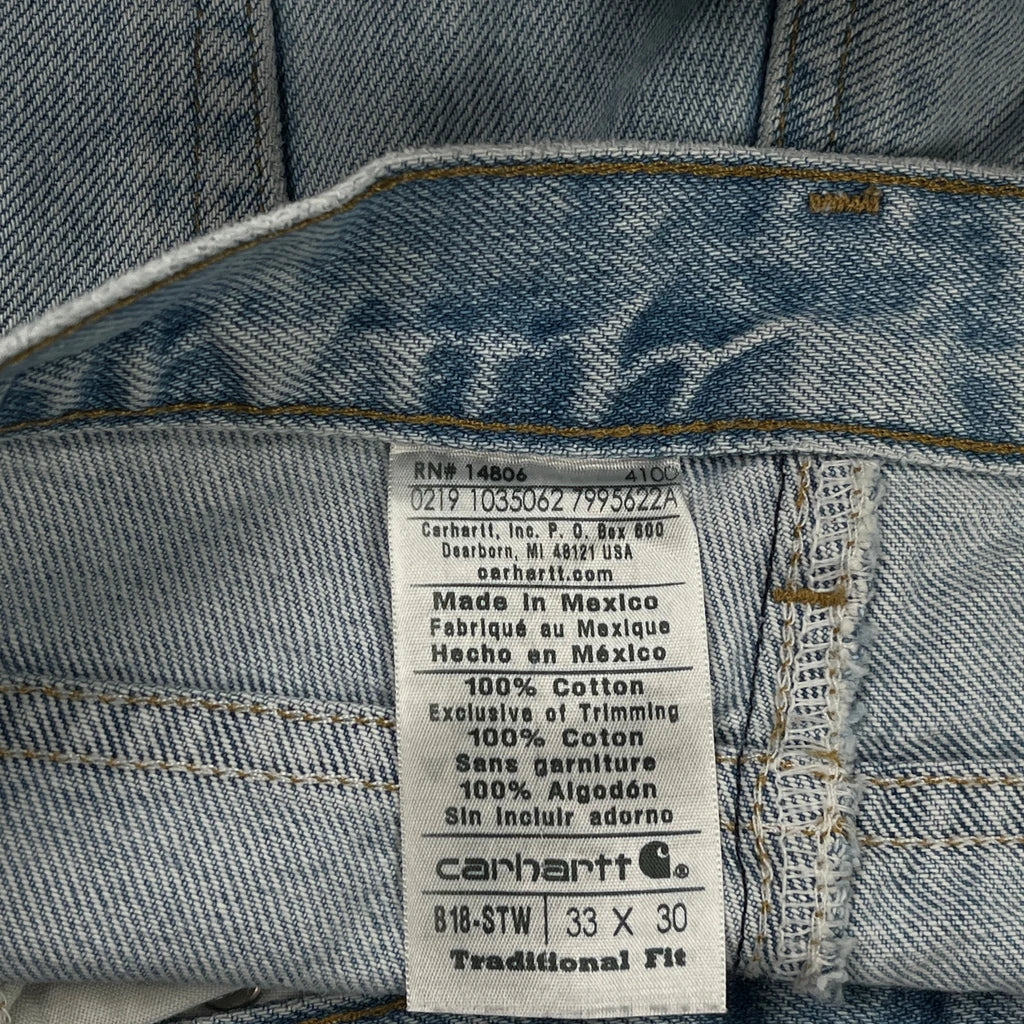 RN# 14806 4100
0219 1035062 7995622A
Carhartt, Inc. P. O. Box 600
Dearborn, MI 48121 USA
carhartt.com
Made in Mexico
Fabriqué au Mexique
Hecho en México
100% Cotton
Exclusive of Trimming
100% Coton
Sans garniture
100% Algodón
Sin incluir adorno
carhartt ®
B18-STW 33 X 30
Traditional Fit